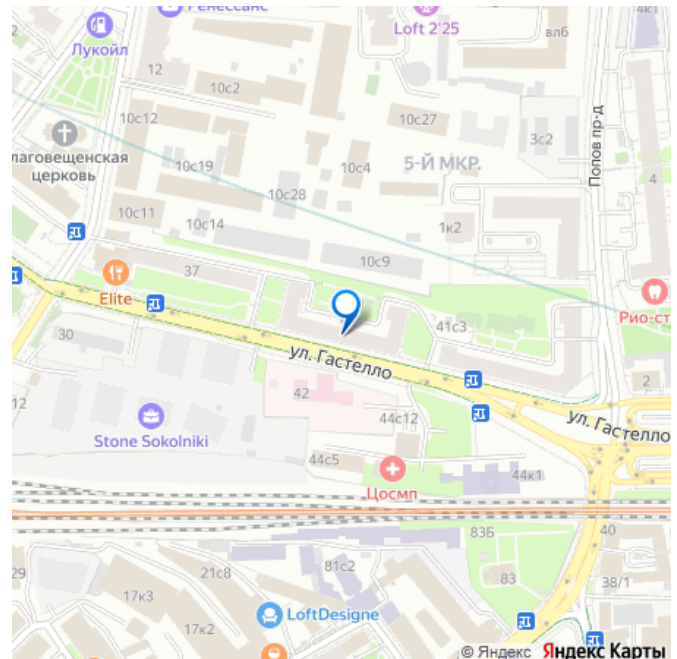 Ренессанс
Loft 2'25
влб
4к1
Лукойл
12
10с2
10с12
10с27
3с2
Попов пр-д
лаговещенская
церковь
10с19
10с4
5-Й МКР.
4
10с28
10с11
10с14
1к2
10с9
37
Elite
41с3
Рио-ст
30
ул. Гастелло
42
2
12
Stone Sokolniki
44с12
ул. Гастелло
44с5
Цосмп
44к1
83Б
40
29
21с8
81с2
83
38/1
17к3
LoftDesigne
17к2
© Яндекс Яндекс Карты